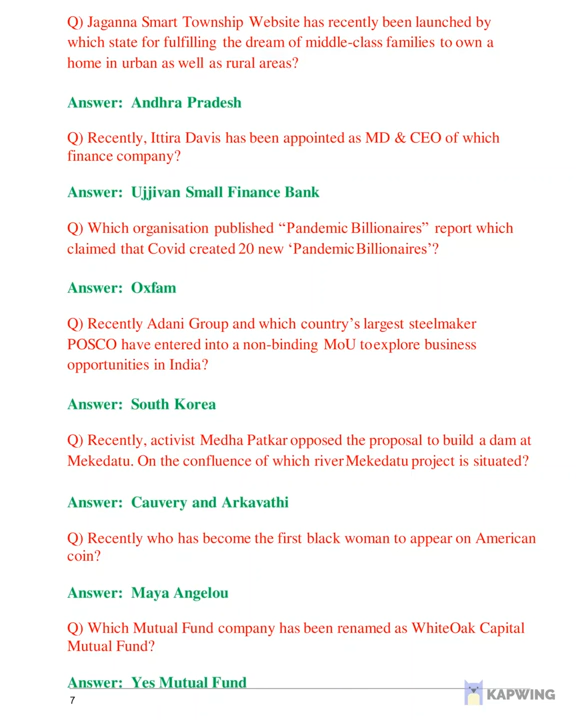 Q) Jaganna Smart Township Website has recently been launched by
which state for fulfilling the dream of middle-class families to own a
home in urban as well as rural areas?
Answer: Andhra Pradesh
Q) Recently, Ittira Davis has been appointed as MD & CEO of which
finance company?
Answer: Ujjivan Small Finance Bank
Q) Which organisation published “Pandemic Billionaires” report which
claimed that Covid created 20 new ‘Pandemic Billionaires’?
Answer: Oxfam
Q) Recently Adani Group and which country’s largest steelmaker
POSCO have entered into a non-binding MoU to explore business
opportunities in India?
Answer: South Korea
Q) Recently, activist Medha Patkar opposed the proposal to build a dam at
Mekedatu. On the confluence of which river Mekedatu project is situated?
Answer: Cauvery and Arkavathi
Q) Recently who has become the first black woman to appear on American
coin?
Answer: Maya Angelou
Q) Which Mutual Fund company has been renamed as WhiteOak Capital
Mutual Fund?
Answer: Yes Mutual Fund
7
KAPWING